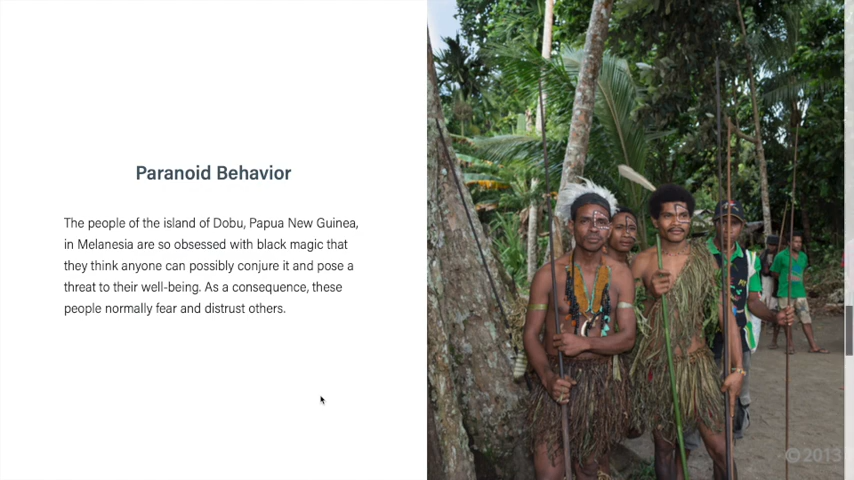 Paranoid Behavior
The people of the island of Dobu, Papua New Guinea,
in Melanesia are so obsessed with black magic that
they think anyone can possibly conjure it and pose a
threat to their well-being. As a consequence, these
people normally fear and distrust others.
©2013